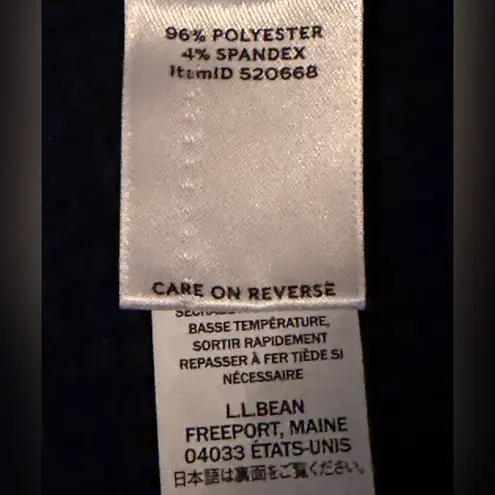 96% POLYESTER
4% SPANDEX
ItemID 520668
CARE ON REVERSE
BASSE TEMPÉRATURE,
SORTIR RAPIDEMENT
REPASSER À FER TIÈDE SI
NÉCESSAIRE
L.L.BEAN
FREEPORT, MAINE
04033 ÉTATS-UNIS
日本語は裏面をご覧ください。